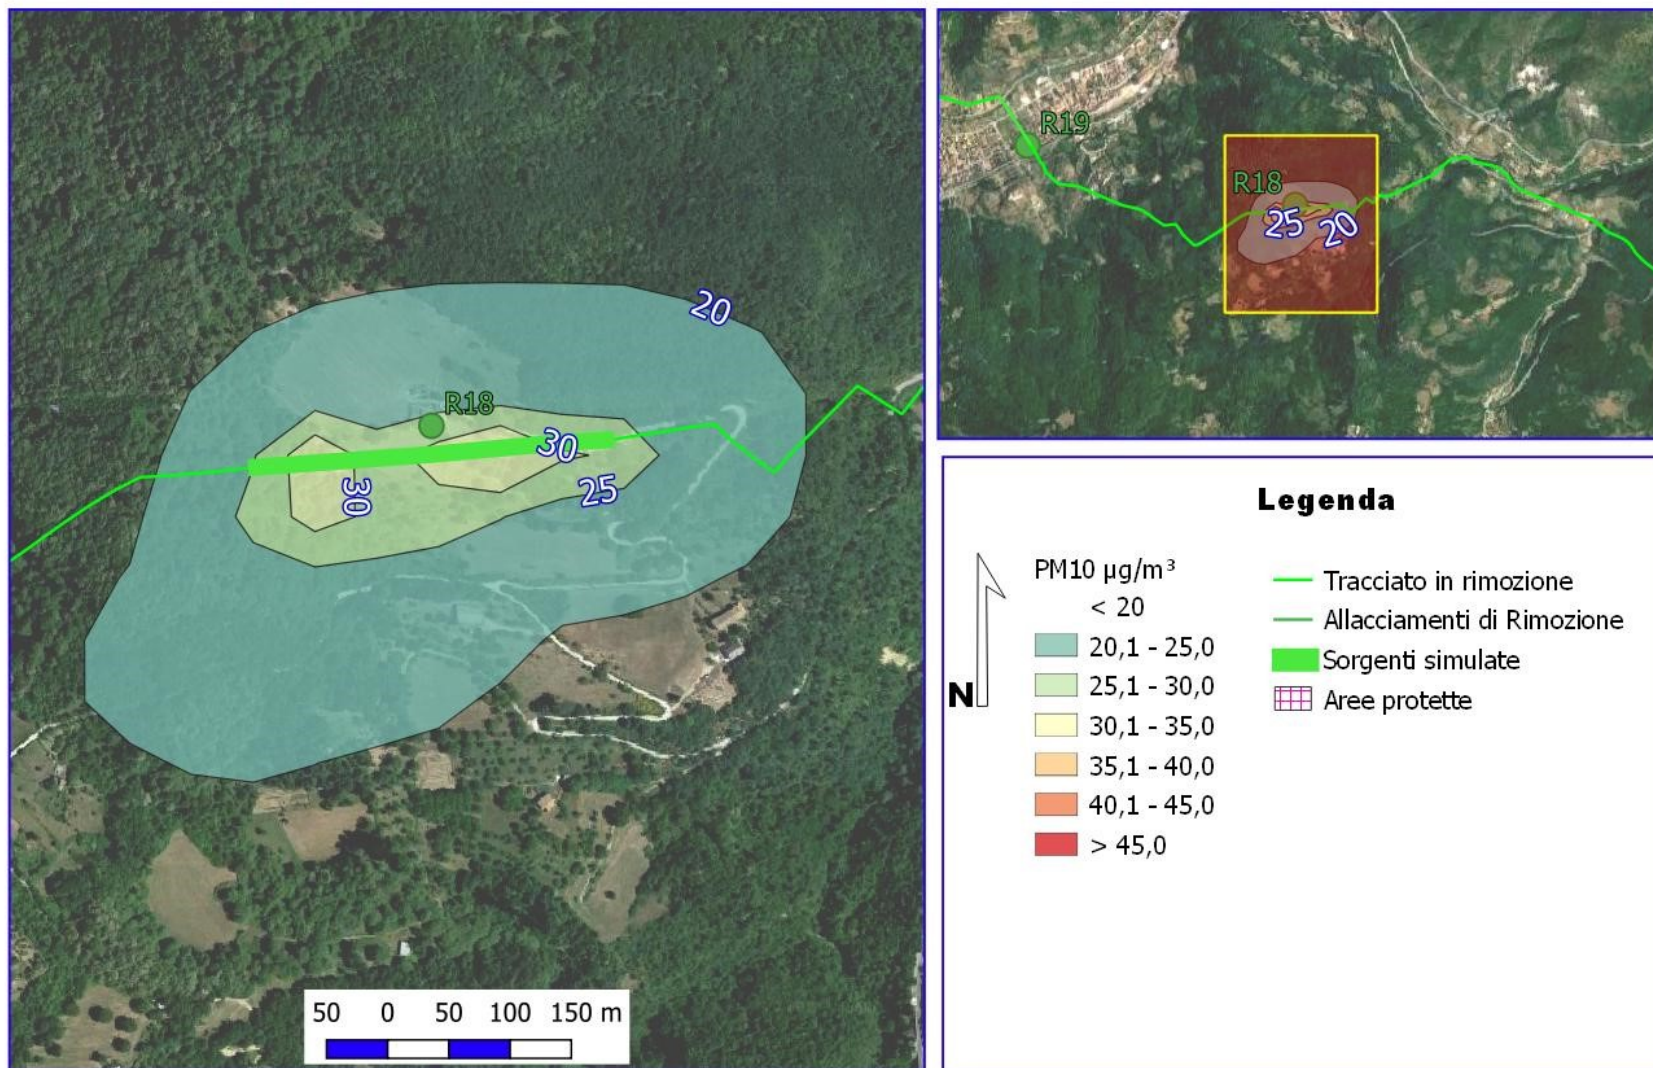 20
R18
30
30
25
50 0 50 100 150 m
R19
R18
25
20
Legenda
N
PM10 µg/m³
< 20
20,1 - 25,0
25,1 - 30,0
30,1 - 35,0
35,1 - 40,0
40,1 - 45,0
> 45,0
Tracciato in rimozione
Allacciamenti di Rimozione
Sorgenti simulate
Aree protette